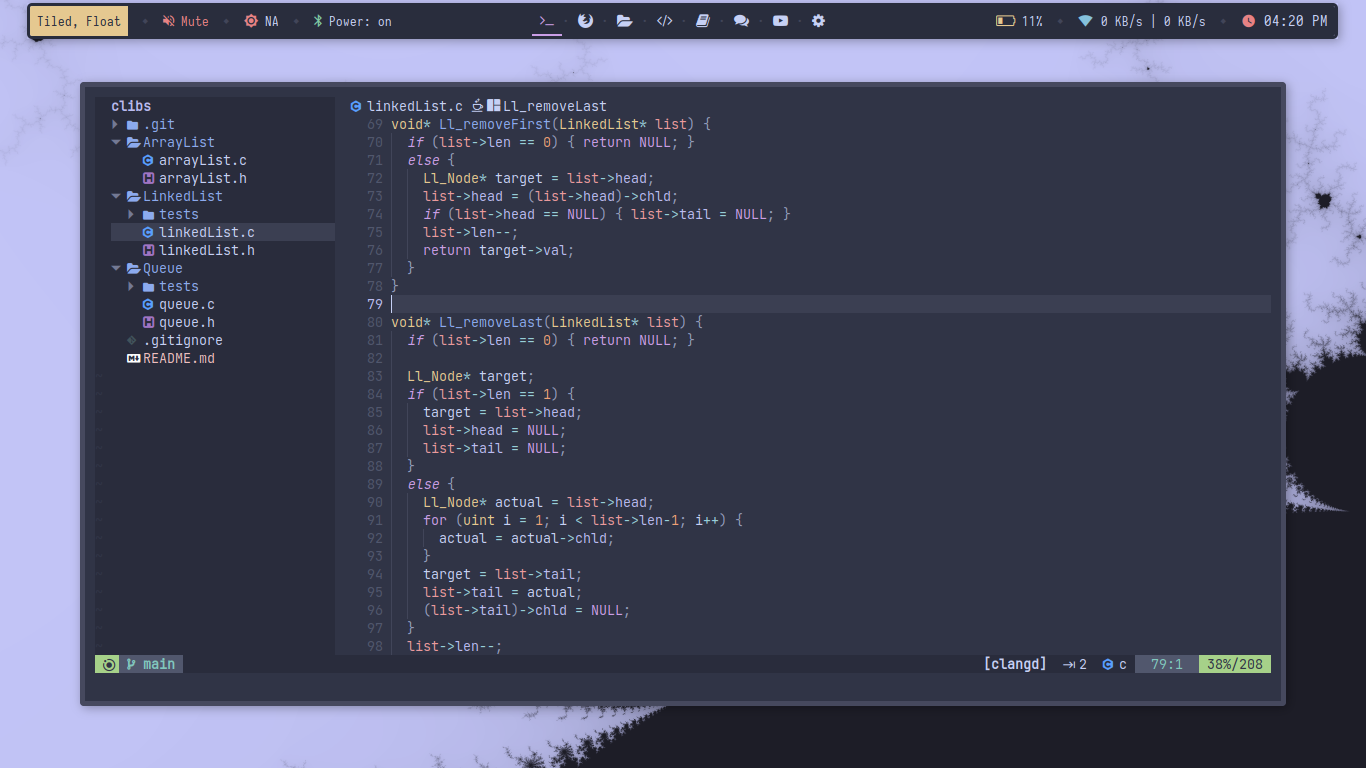 Tiled, Float Mute NA Power: on >_ </> 11% 0 KB/s | 0 KB/s 04:20 PM
clibs
.git
ArrayList
arrayList.c
arrayList.h
LinkedList
tests
linkedList.c
linkedList.h
Queue
tests
queue.c
queue.h
.gitignore
README.md
linkedList.c Ll_removeLast
69 void* Ll_removeFirst(LinkedList* list) {
70   if (list->len == 0) { return NULL; }
71   else {
72     Ll_Node* target = list->head;
73     list->head = (list->head)->chld;
74     if (list->head == NULL) { list->tail = NULL; }
75     list->len--;
76     return target->val;
77   }
78 }
79
80 void* Ll_removeLast(LinkedList* list) {
81   if (list->len == 0) { return NULL; }
82
83   Ll_Node* target;
84   if (list->len == 1) {
85     target = list->head;
86     list->head = NULL;
87     list->tail = NULL;
88   }
89   else {
90     Ll_Node* actual = list->head;
91     for (uint i = 1; i < list->len-1; i++) {
92       actual = actual->chld;
93     }
94     target = list->tail;
95     list->tail = actual;
96     (list->tail)->chld = NULL;
97   }
98   list->len--;
main [clangd] 2 c 79:1 38%/208